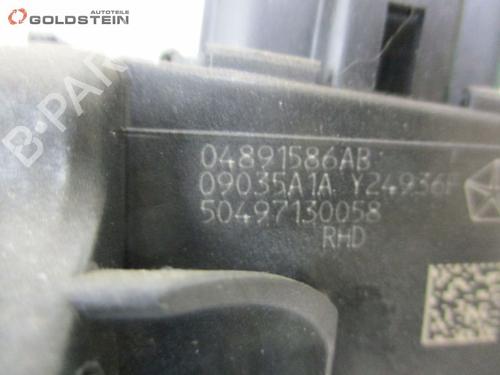 AUTOTEILE
GOLDSTEIN
B-PARTS
04891586AB
09035A1A Y24936F
50497130058
RHD